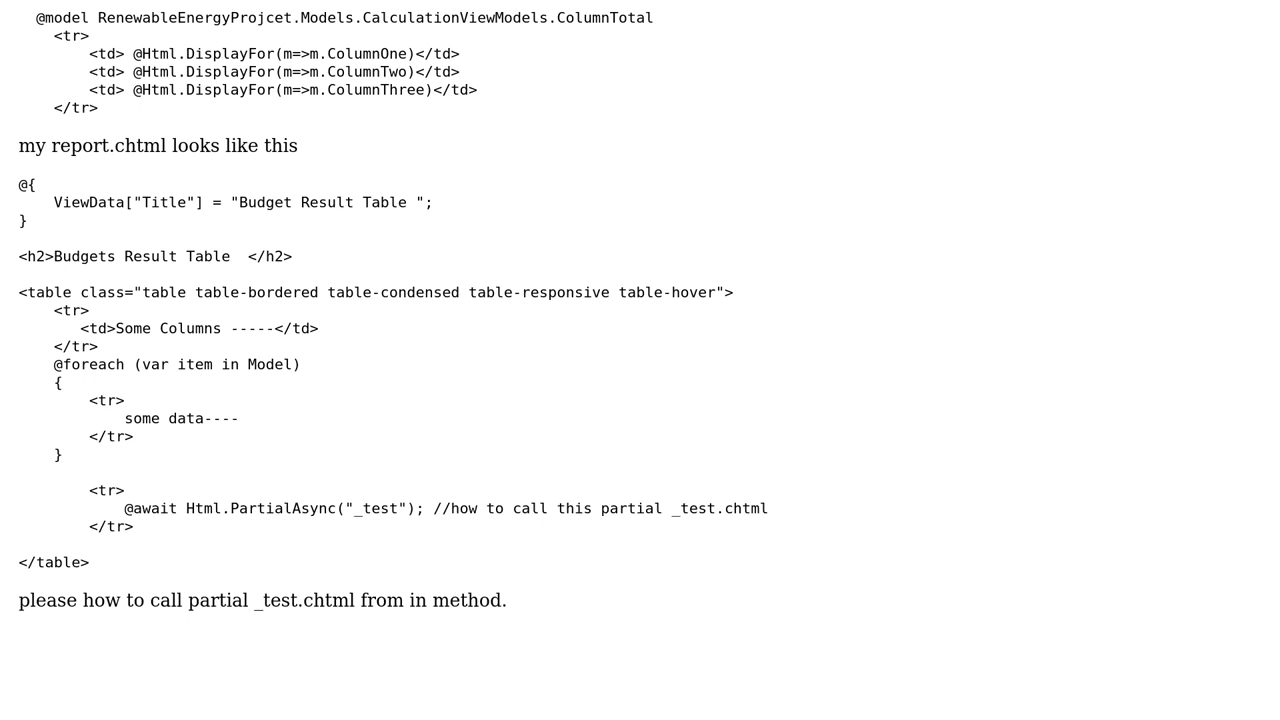 @model RenewableEnergyProjcet.Models.CalculationViewModels.ColumnTotal
<tr>
<td> @Html.DisplayFor(m=>m.ColumnOne)</td>
<td> @Html.DisplayFor(m=>m.ColumnTwo)</td>
<td> @Html.DisplayFor(m=>m.ColumnThree)</td>
</tr>
my report.chtml looks like this
@{
ViewData["Title"] = "Budget Result Table ";
}
<h2>Budgets Result Table  </h2>
<table class="table table-bordered table-condensed table-responsive table-hover">
<tr>
<td>Some Columns -----</td>
</tr>
@foreach (var item in Model)
{
<tr>
some data----
</tr>
}
<tr>
@await Html.PartialAsync("_test"); //how to call this partial _test.chtml
</tr>
</table>
please how to call partial _test.chtml from in method.